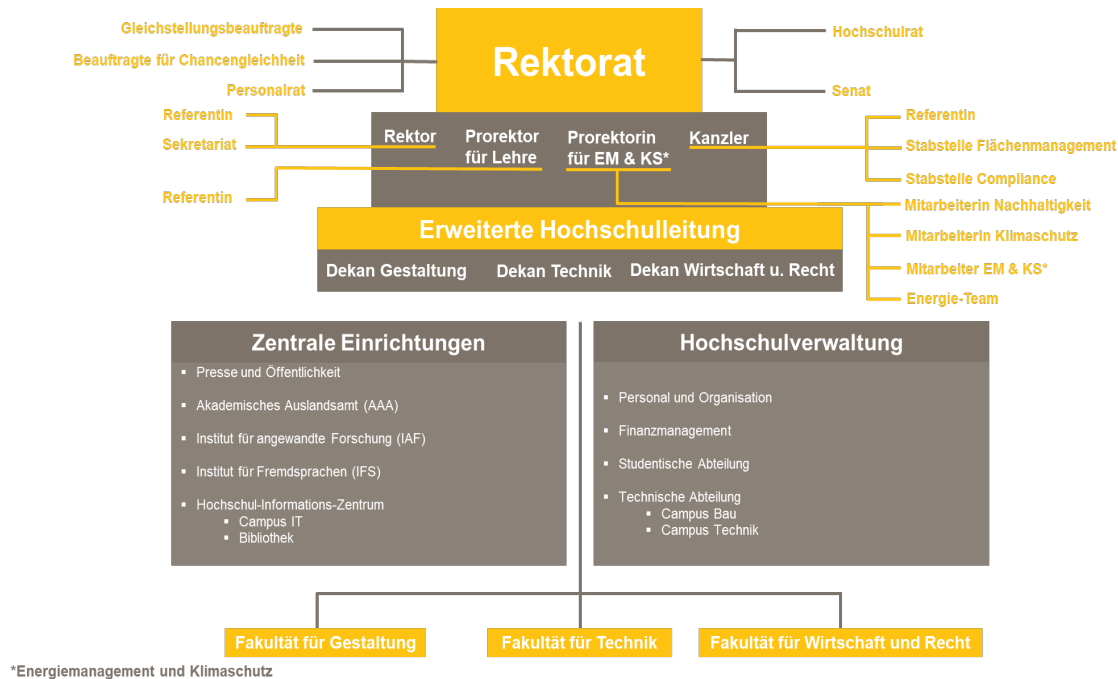 Gleichstellungsbeauftragte
Beauftragte für Chancengleichheit
Personalrat
Rektorat
Hochschulrat
Senat
Referentin
Sekretariat
Referentin
Rektor
Prorektor
für Lehre
Prorektorin
für EM & KS*
Kanzler
Referentin
Stabstelle Flächenmanagement
Stabstelle Compliance
Mitarbeiterin Nachhaltigkeit
Mitarbeiterin Klimaschutz
Mitarbeiter EM & KS*
Energie-Team
Erweiterte Hochschulleitung
Dekan Gestaltung
Dekan Technik
Dekan Wirtschaft u. Recht
Zentrale Einrichtungen
▪ Presse und Öffentlichkeit
▪ Akademisches Auslandsamt (AAA)
▪ Institut für angewandte Forschung (IAF)
▪ Institut für Fremdsprachen (IFS)
▪ Hochschul-Informations-Zentrum
▪ Campus IT
▪ Bibliothek
Hochschulverwaltung
▪ Personal und Organisation
▪ Finanzmanagement
▪ Studentische Abteilung
▪ Technische Abteilung
▪ Campus Bau
▪ Campus Technik
Fakultät für Gestaltung
Fakultät für Technik
Fakultät für Wirtschaft und Recht
*Energiemanagement und Klimaschutz